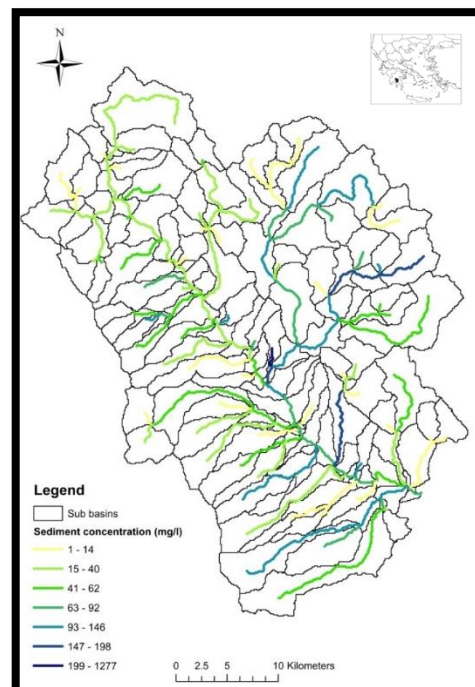 N
Legend
Sub basins
Sediment concentration (mg/l)
1 - 14
15 - 40
41 - 62
63 - 92
93 - 146
147 - 198
199 - 1277
0 2.5 5 10 Kilometers